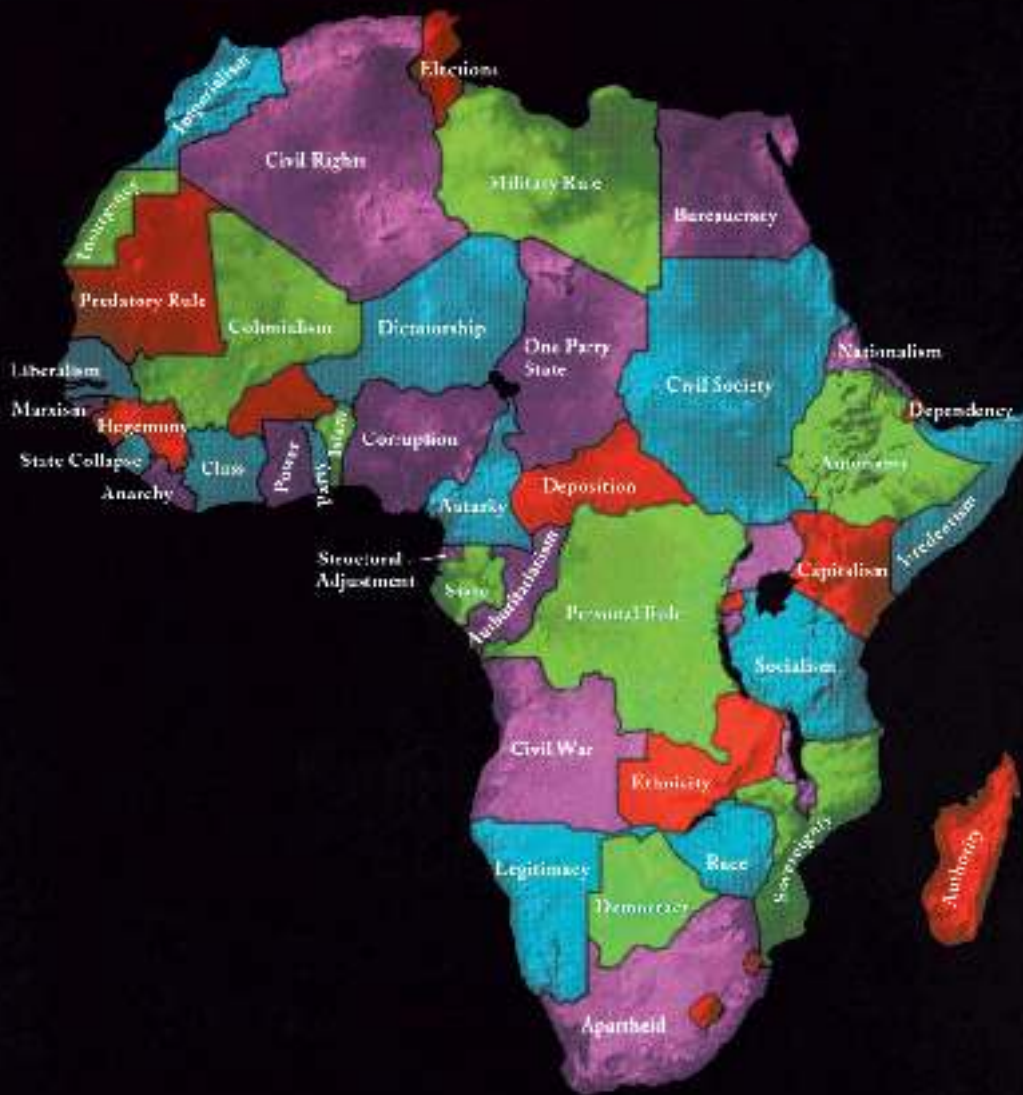 Imperialism
Elections
Civil Rights
Military Rule
Bureaucracy
Insurgency
Predatory Rule
Colonialism
Dictatorship
One Party
State
Civil Society
Nationalism
Liberalism
Marxism
Hegemony
Dependency
State Collapse
Class
Power
Party
Islam
Corruption
Anarchy
Autarky
Deposition
Irredentism
Structural
Adjustment
State
Authoritarianism
Personal Rule
Capitalism
Socialism
Civil War
Ethnicity
Legitimacy
Race
Sovereignty
Democracy
Authority
Apartheid